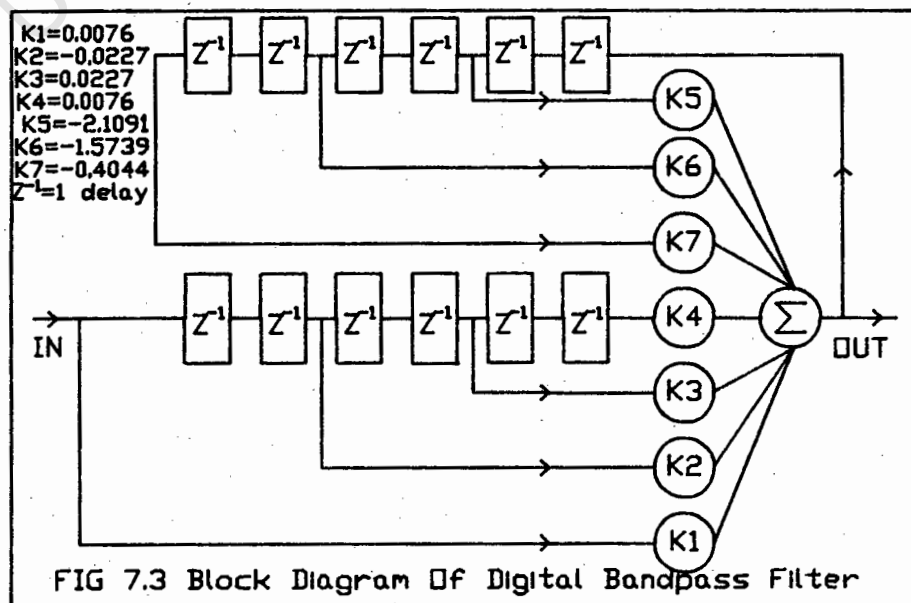 K1=0.0076
K2=-0.0227
K3=0.0227
K4=0.0076
K5=-2.1091
K6=-1.5739
K7=-0.4044
Z⁻¹=1 delay
Z⁻¹ Z⁻¹ Z⁻¹ Z⁻¹ Z⁻¹ Z⁻¹
K5
K6
K7
Z⁻¹ Z⁻¹ Z⁻¹ Z⁻¹ Z⁻¹ Z⁻¹ K4 Σ
IN OUT
K3
K2
K1
FIG 7.3 Block Diagram Of Digital Bandpass Filter